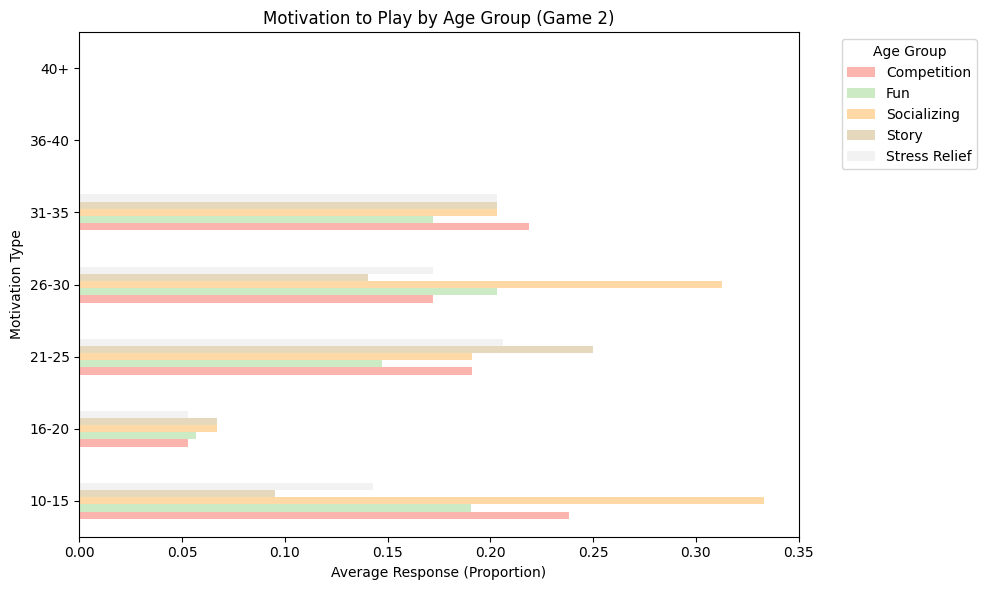 Motivation to Play by Age Group (Game 2)
Age Group
Competition
Fun
Socializing
Story
Stress Relief
Motivation Type
40+
36-40
31-35
26-30
21-25
16-20
10-15
0.00 0.05 0.10 0.15 0.20 0.25 0.30 0.35
Average Response (Proportion)